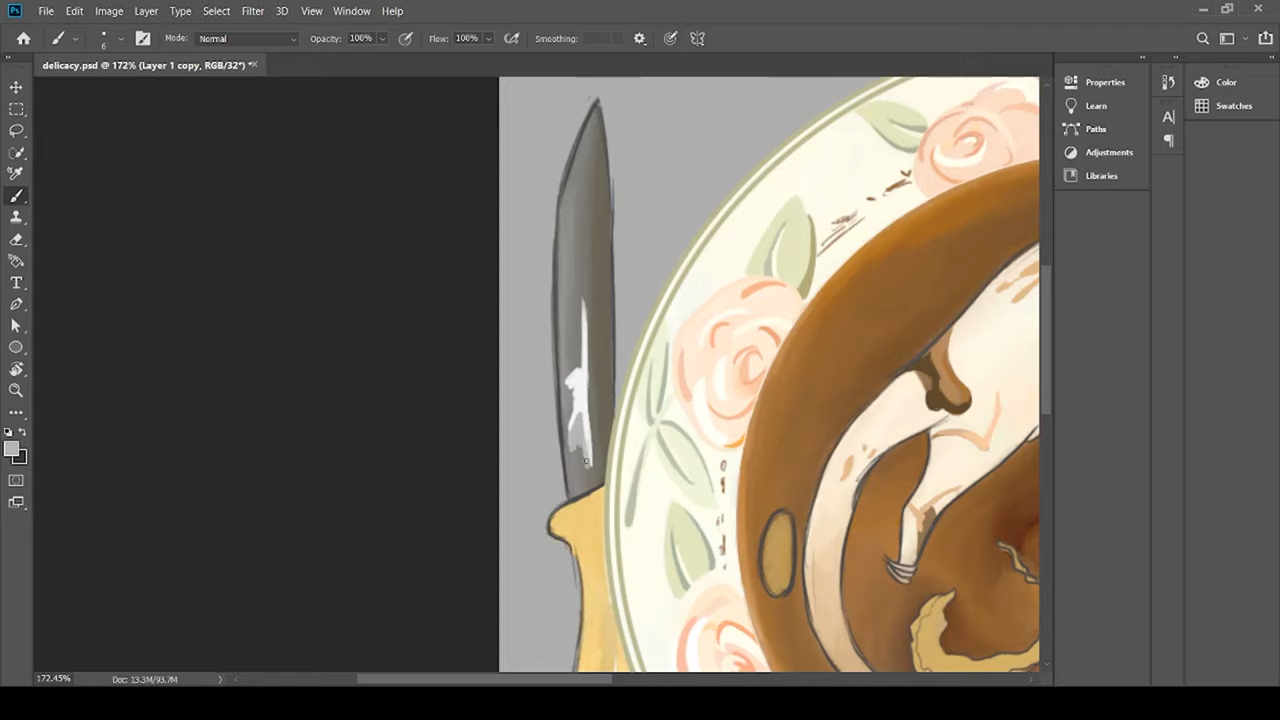 Ps File Edit Image Layer Type Select Filter 3D View Window Help
6 Mode: Normal Opacity: 100% Flow: 100% Smoothing:
delicacy.psd @ 172% (Layer 1 copy, RGB/32*) *
Properties Color
Learn Swatches
Paths
Adjustments
Libraries
172.45% Doc: 13.3M/93.7M